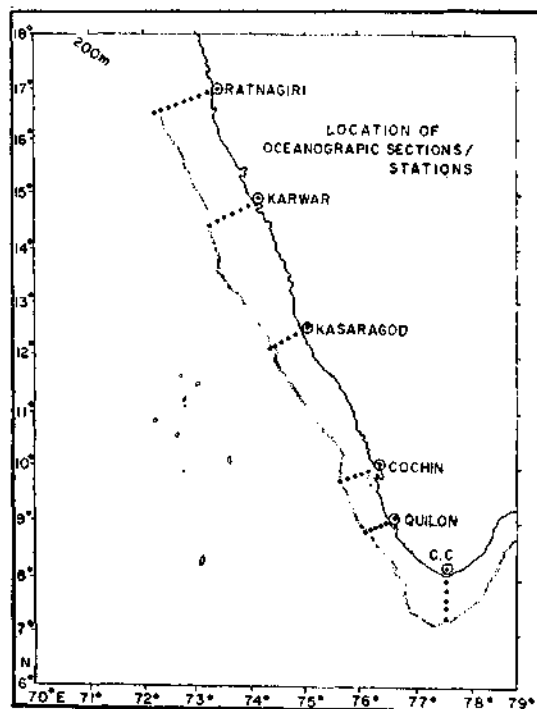 18°
200m
17°
RATNAGIRI
16°
LOCATION OF
OCEANOGRAPIC SECTIONS/
STATIONS
15°
KARWAR
14°
13°
KASARAGOD
12°
11°
10°
COCHIN
9°
QUILON
C.C
8°
7°
N
6°
70°E 71° 72° 73° 74° 75° 76° 77° 78° 79°